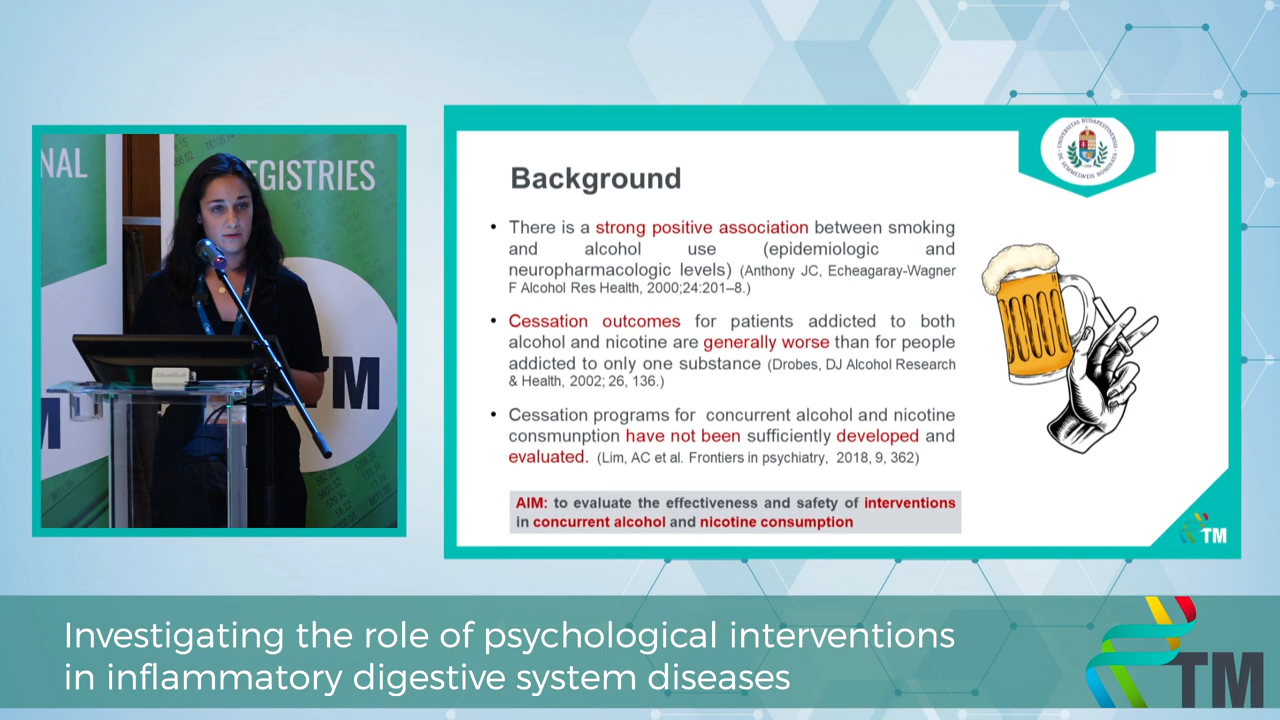 NAL
EGISTRIES
TM
M
Background
• There is a strong positive association between smoking
and alcohol use (epidemiologic and
neuropharmacologic levels) (Anthony JC, Echeagaray-Wagner
F Alcohol Res Health, 2000;24:201–8.)
• Cessation outcomes for patients addicted to both
alcohol and nicotine are generally worse than for people
addicted to only one substance (Drobes, DJ Alcohol Research
& Health, 2002; 26, 136.)
• Cessation programs for concurrent alcohol and nicotine
consmunption have not been sufficiently developed and
evaluated. (Lim, AC et al. Frontiers in psychiatry, 2018, 9, 362)
AIM: to evaluate the effectiveness and safety of interventions
in concurrent alcohol and nicotine consumption
TM
Investigating the role of psychological interventions
in inflammatory digestive system diseases
TM